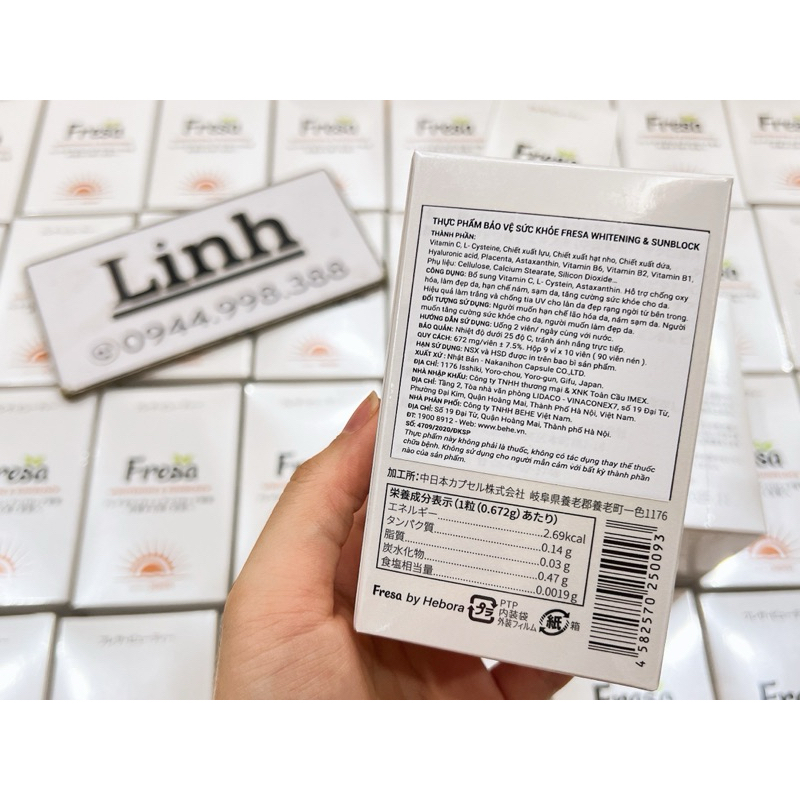 Linh
@0944.998.388
THỰC PHẨM BẢO VỆ SỨC KHỎE FRESA WHITENING & SUNBLOCK
THÀNH PHẦN:
Vitamin C, L- Cysteine, Chiết xuất lựu, Chiết xuất hạt nho, Chiết xuất dứa,
Hyaluronic acid, Placenta, Astaxanthin, Vitamin B6, Vitamin B2, Vitamin B1,
Phụ liệu: Cellulose, Calcium Stearate, Silicon Dioxide...
CÔNG DỤNG: Bổ sung Vitamin C, L- Cystein, Astaxanthin. Hỗ trợ chống oxy
hóa, làm đẹp da, hạn chế nám, sạm da, tăng cường sức khỏe cho da.
Hiệu quả làm trắng và chống tia UV cho làn da đẹp rạng ngời từ bên trong.
ĐỐI TƯỢNG SỬ DỤNG: Người muốn hạn chế lão hóa da, nám sạm da. Người
muốn tăng cường sức khỏe cho da, người muốn làm đẹp da.
HƯỚNG DẪN SỬ DỤNG: Uống 2 viên/ ngày cùng với nước.
BẢO QUẢN: Nhiệt độ dưới 25 độ C, tránh ánh nắng trực tiếp.
QUY CÁCH: 672 mg/viên ± 7.5%. Hộp 9 vỉ x 10 viên ( 90 viên nén ).
HẠN SỬ DỤNG: NSX và HSD được in trên bao bì sản phẩm.
XUẤT XỨ: Nhật Bản - Nakanihon Capsule CO.,LTD.
ĐỊA CHỈ: 1176 Isshiki, Yoro-chou, Yoro-gun, Gifu, Japan.
NHÀ NHẬP KHẨU: Công ty TNHH thương mại & XNK Toàn Cầu IMEX.
ĐỊA CHỈ: Tầng 2, Tòa nhà văn phòng LIDACO - VINACONEX7, số 19 Đại Từ,
Phường Đại Kim, Quận Hoàng Mai, Thành Phố Hà Nội, Việt Nam.
NHÀ PHÂN PHỐI: Công ty TNHH BEHE Việt Nam.
ĐỊA CHỈ: Số 19 Đại Từ, Quận Hoàng Mai, Thành phố Hà Nội.
ĐT: 1900 8912 - Web: www.behe.vn.
SỐ: 4709/2020/ĐKSP
Thực phẩm này không phải là thuốc, không có tác dụng thay thế thuốc
chữa bệnh. Không sử dụng cho người mẫn cảm với bất kỳ thành phần
nào của sản phẩm.
加工所：中日本カプセル株式会社 岐阜県養老郡養老町一色1176
栄養成分表示（1粒（0.672g）あたり）
エネルギー............2.69kcal
タンパク質............0.14 g
脂質............0.03 g
炭水化物............0.47 g
食塩相当量............0.0019 g
Fresa by Hebora
プラ
PTP
内装袋
外装フィルム
紙
箱
4 582570 250093
Fresa
Fresa
Fresa
Fresa
Fresa
Fresa
Fresa